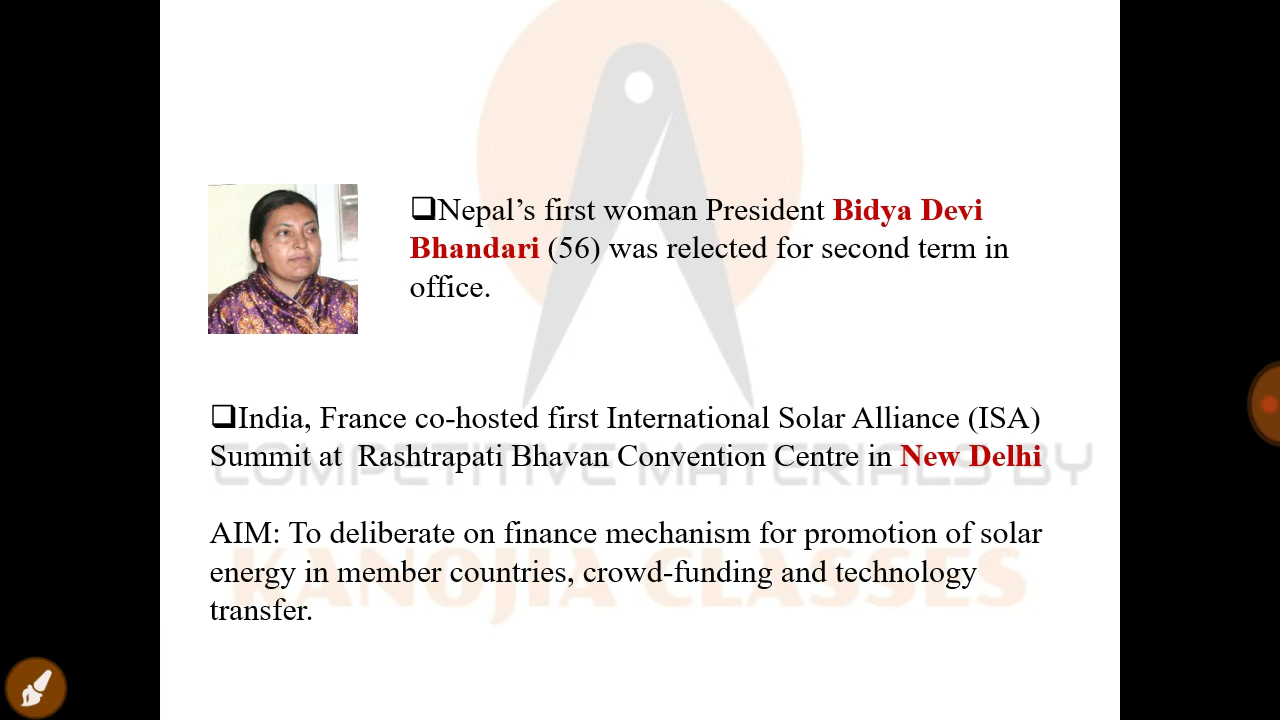 ❑Nepal’s first woman President Bidya Devi
Bhandari (56) was relected for second term in
office.
❑India, France co-hosted first International Solar Alliance (ISA)
Summit at  Rashtrapati Bhavan Convention Centre in New Delhi
COMPETITIVE MATERIALS BY
AIM: To deliberate on finance mechanism for promotion of solar
energy in member countries, crowd-funding and technology
KANOJIA CLASSES
transfer.